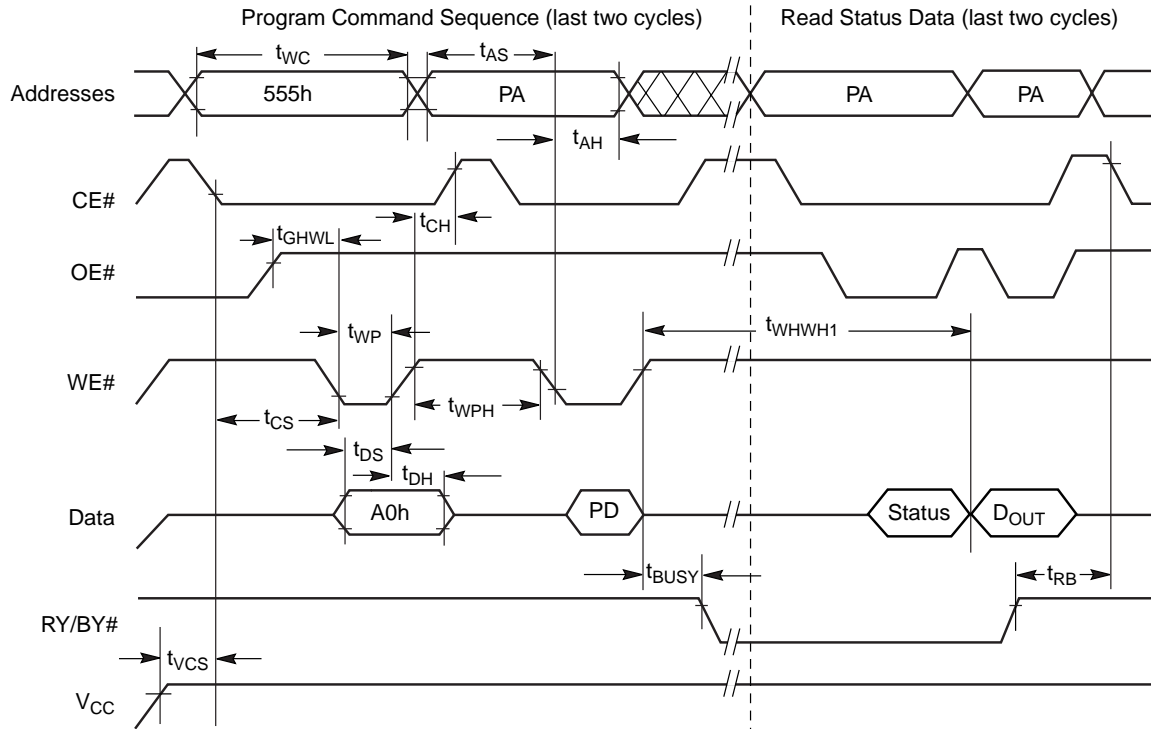 Program Command Sequence (last two cycles)
Read Status Data (last two cycles)
tWC
tAS
Addresses
555h
PA
PA
PA
tAH
CE#
tCH
tGHWL
OE#
tWP
tWHWH1
WE#
tCS
tWPH
tDS
tDH
Data
A0h
PD
Status
DOUT
tBUSY
tRB
RY/BY#
tVCS
VCC